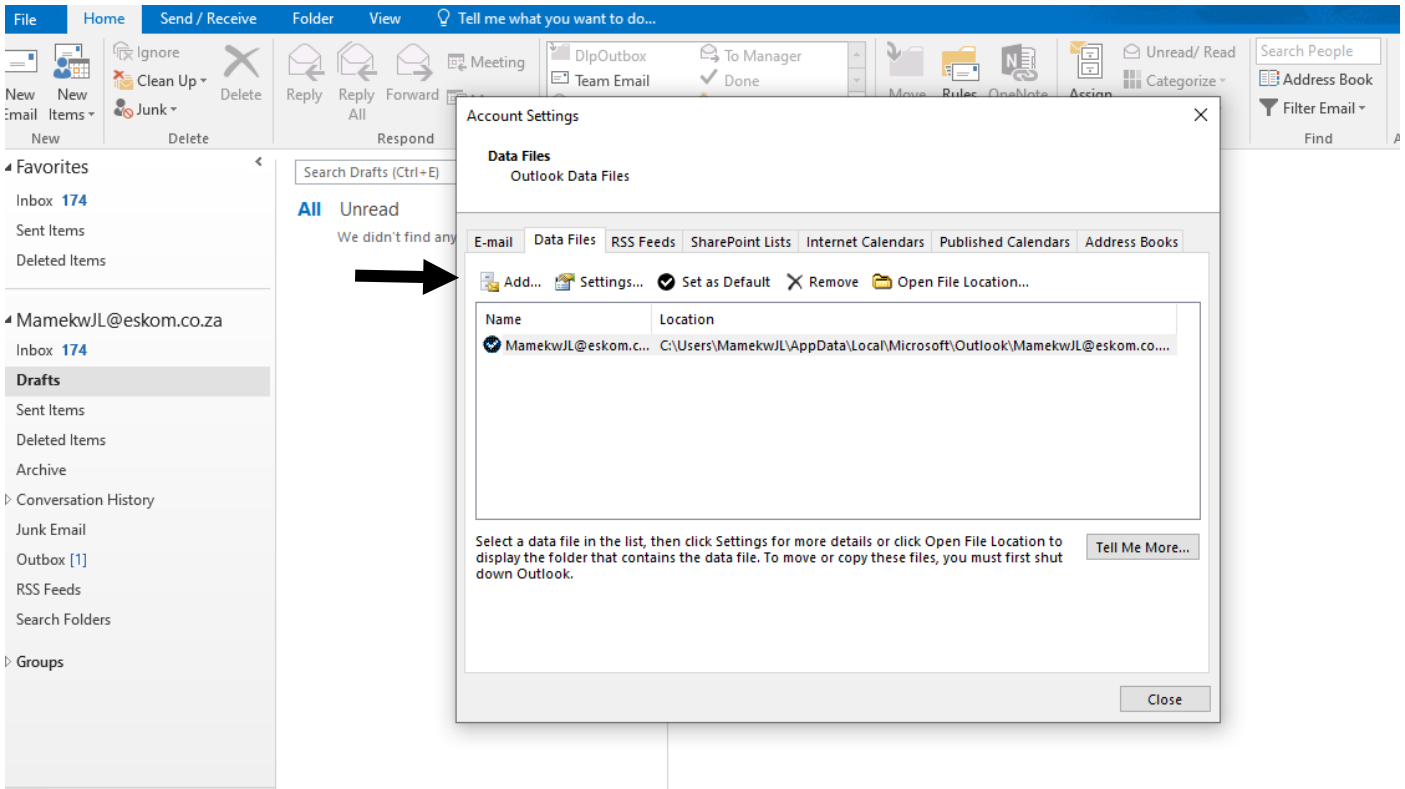 File Home Send / Receive Folder View Tell me what you want to do...
Ignore
Clean Up
Junk
New
Items
Delete
Reply Reply All Forward
Meeting
DlpOutbox
Team Email
To Manager
Done
Move Rules OneNote Assign
Unread/ Read
Categorize
Search People
Address Book
Filter Email
New Delete Respond Find
Favorites
Inbox 174
Sent Items
Deleted Items
MamekwJL@eskom.co.za
Inbox 174
Drafts
Sent Items
Deleted Items
Archive
Conversation History
Junk Email
Outbox [1]
RSS Feeds
Search Folders
Groups
Search Drafts (Ctrl+E)
All Unread
We didn't find any
Account Settings
Data Files
Outlook Data Files
E-mail Data Files RSS Feeds SharePoint Lists Internet Calendars Published Calendars Address Books
Add... Settings... Set as Default Remove Open File Location...
Name Location
MamekwJL@eskom.c... C:\Users\MamekwJL\AppData\Local\Microsoft\Outlook\MamekwJL@eskom.co....
Select a data file in the list, then click Settings for more details or click Open File Location to
display the folder that contains the data file. To move or copy these files, you must first shut
down Outlook.
Tell Me More...
Close